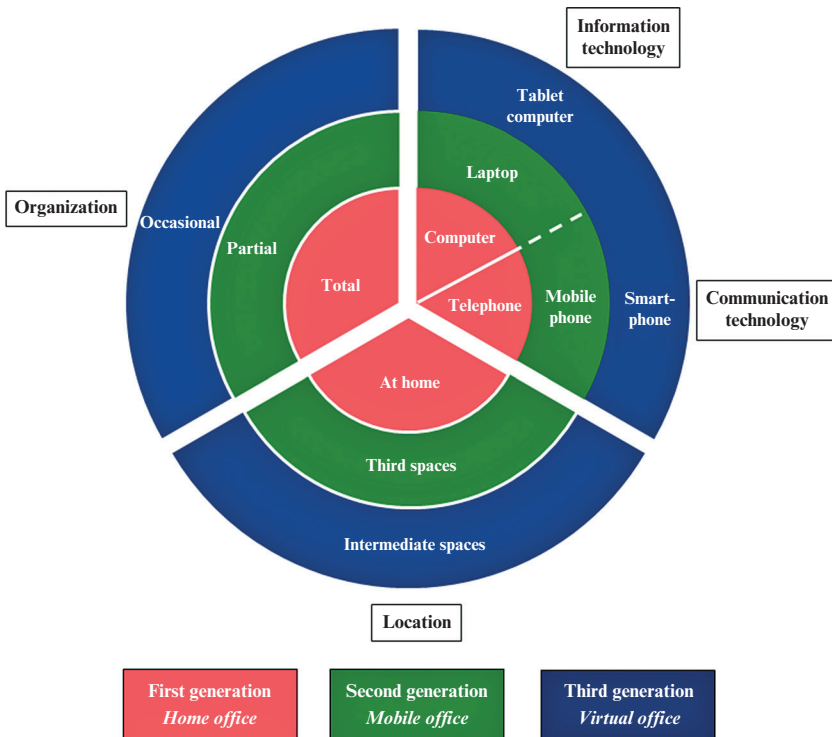 Information
technology
Tablet
computer
Laptop
Organization
Occasional
Partial
Computer
Total
Telephone
Mobile
phone
Smart-
phone
Communication
technology
At home
Third spaces
Intermediate spaces
Location
First generation
Home office
Second generation
Mobile office
Third generation
Virtual office